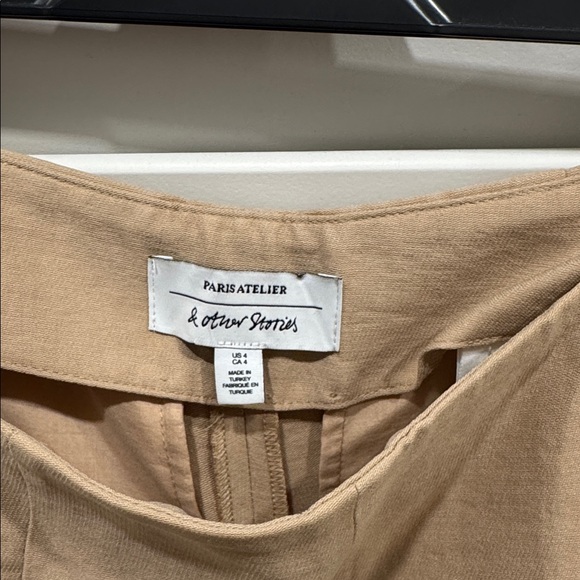 PARIS ATELIER
& other Stories
US 4
CA 4
MADE IN
TURKEY
FABRIQUÉ EN
TURQUIE